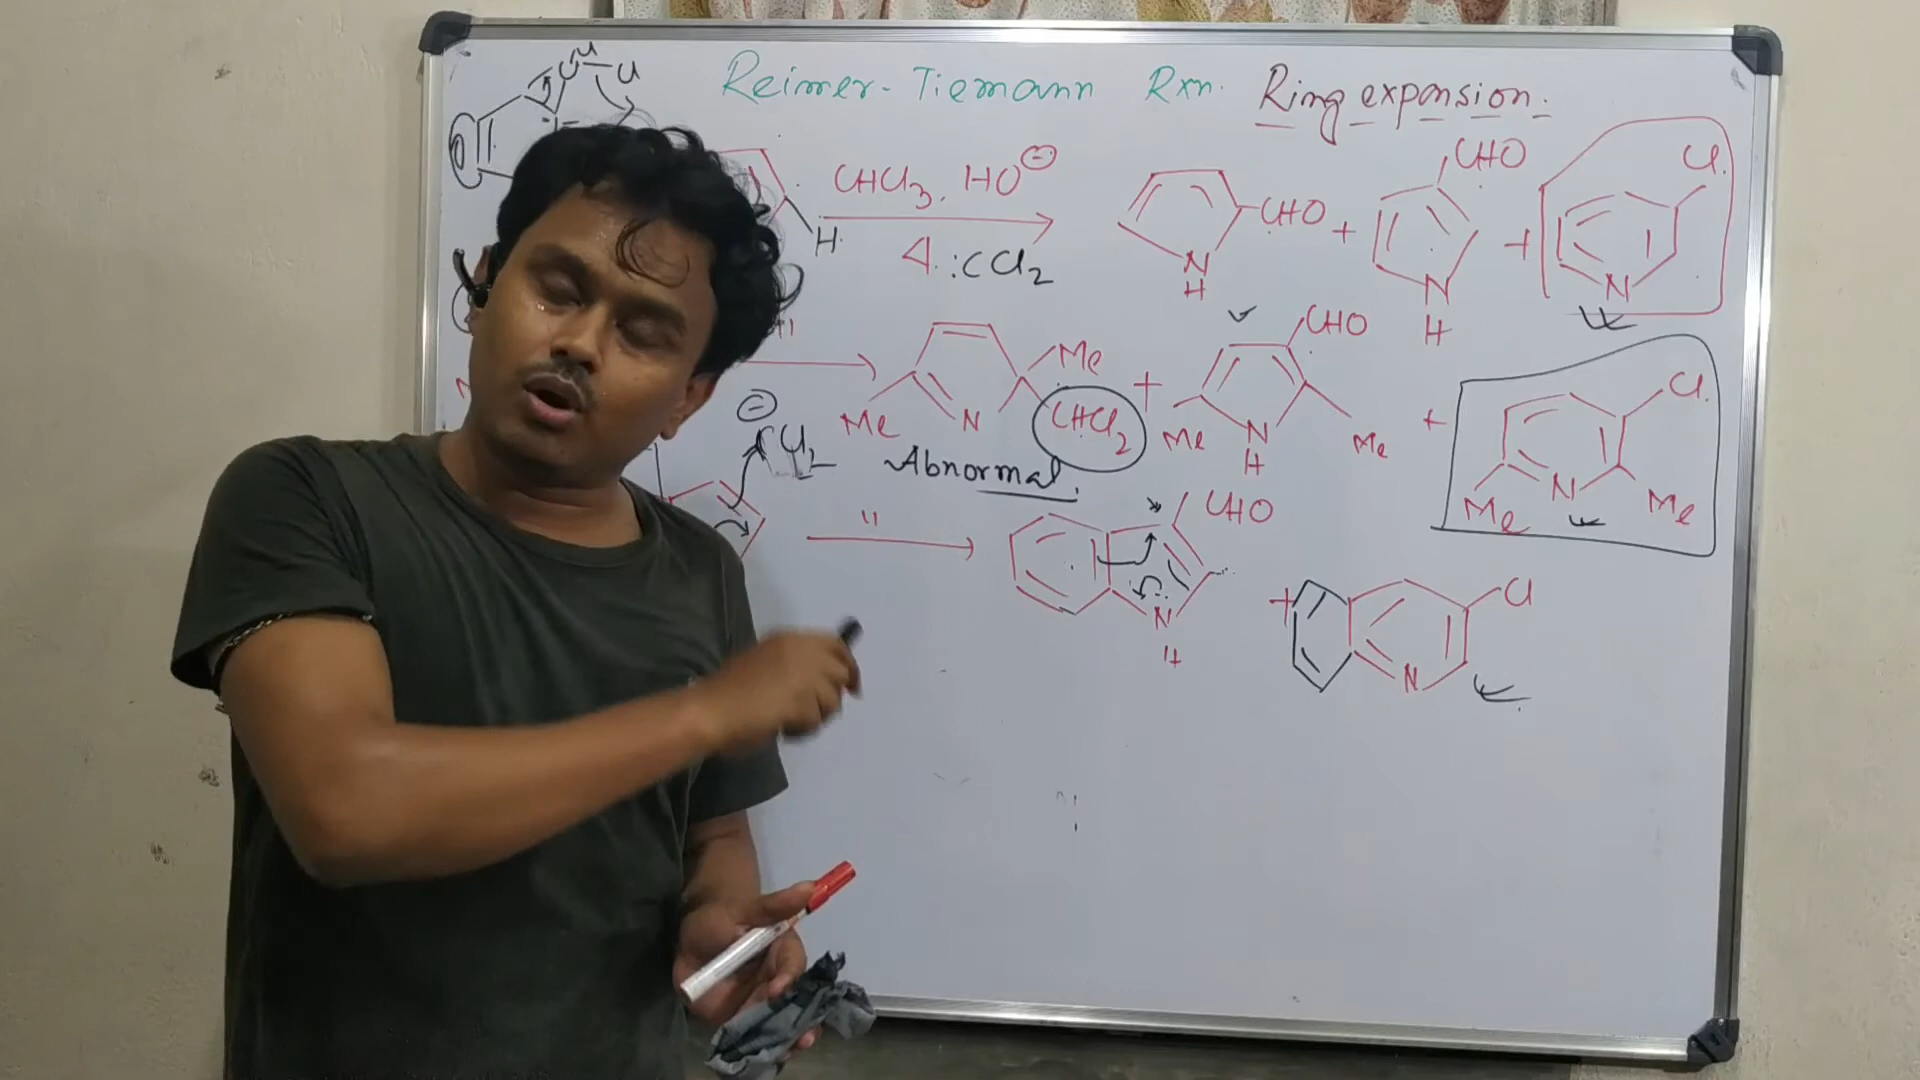 Reimer-Tiemann Rxn. Ring expansion.
CHCl3, HO⊖
Δ :CCl2
H
CHO + CHO + Cl
N H N H N
Me Me CHCl2 + CHO Me Me + Cl Me Me
N N H N
⊖ CCl2 Abnormal
" CHO + Cl
N H N